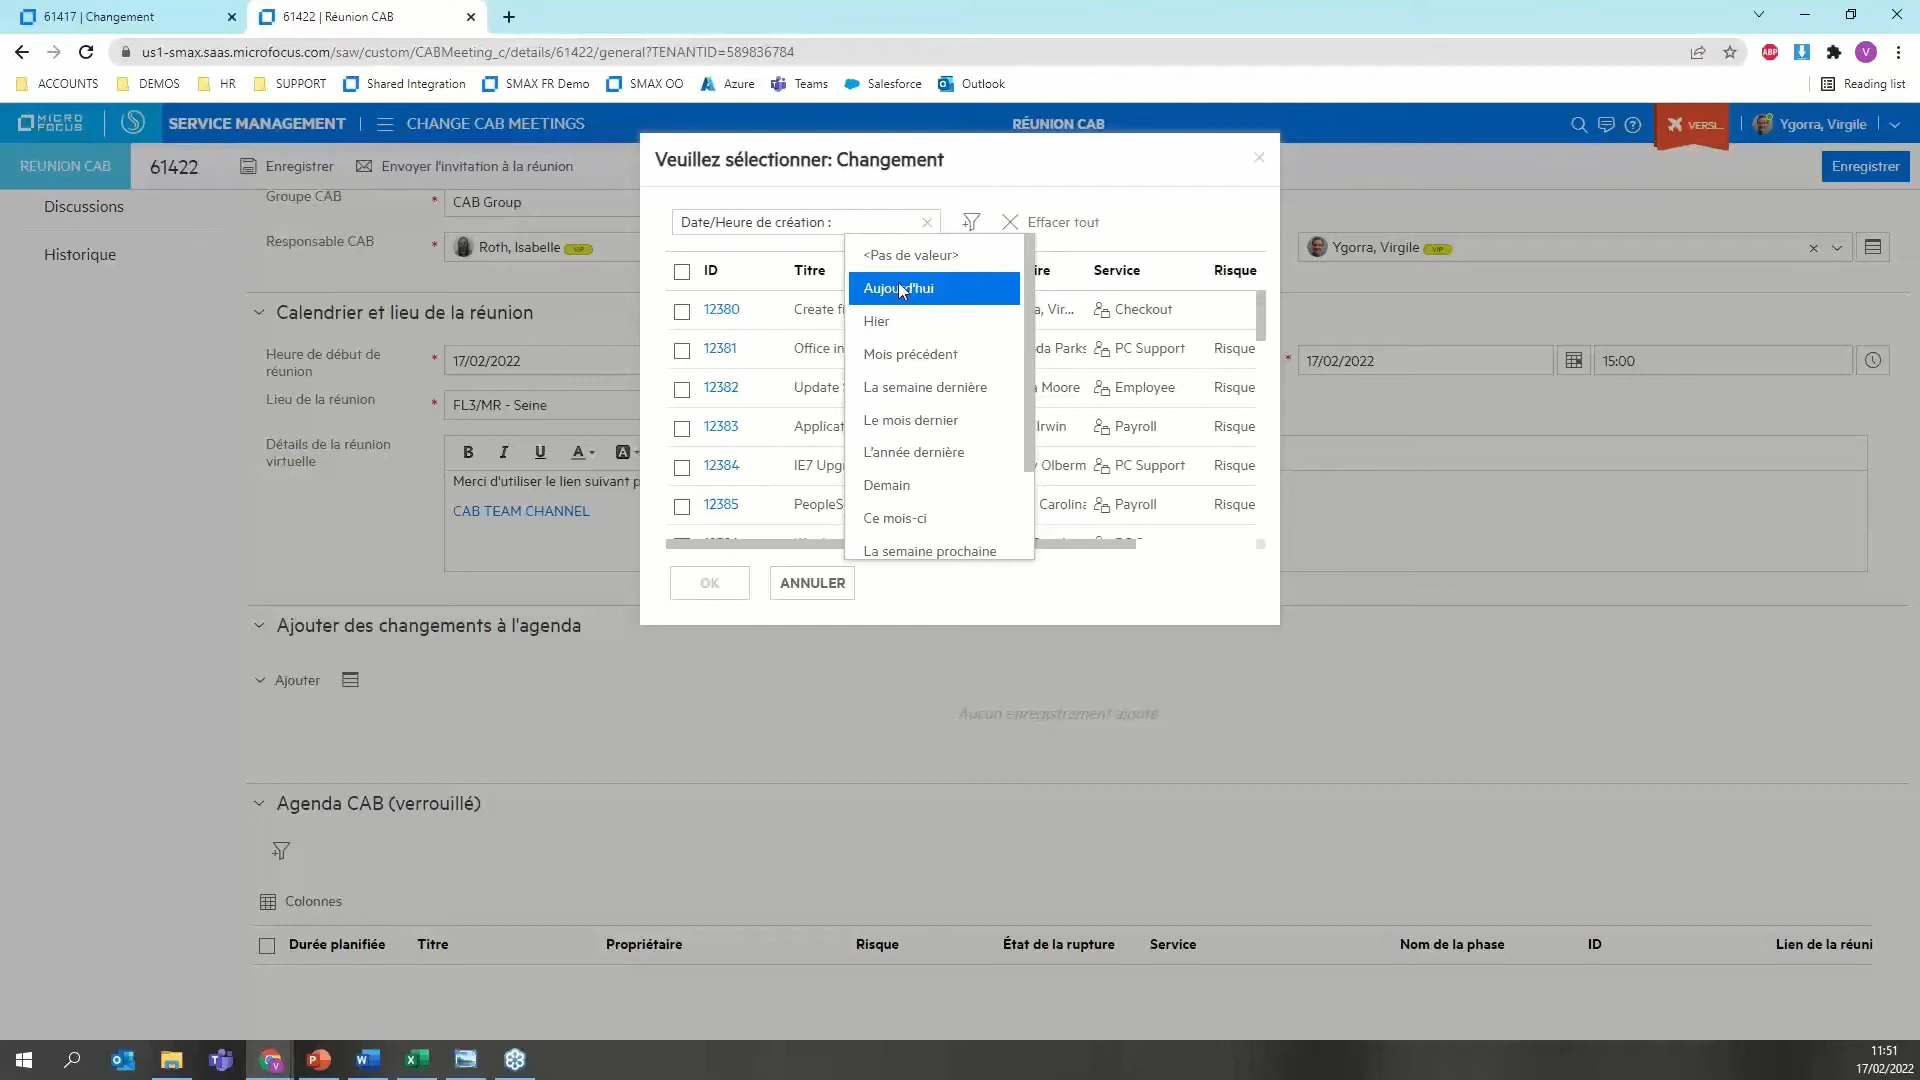 61417 | Changement
61422 | Réunion CAB
us1-smax.saas.microfocus.com/saw/custom/CABMeeting_c/details/61422/general?TENANTID=589836784
ABP
V
ACCOUNTS
DEMOS
HR
SUPPORT
Shared Integration
SMAX FR Demo
SMAX OO
Azure
Teams
Salesforce
Outlook
Reading list
MICRO FOCUS
SERVICE MANAGEMENT
CHANGE CAB MEETINGS
RÉUNION CAB
VERSI...
Ygorra, Virgile
RÉUNION CAB
61422
Enregistrer
Envoyer l'invitation à la réunion
Enregistrer
Discussions
Historique
Groupe CAB
* CAB Group
Responsable CAB
* Roth, Isabelle VIP
Ygorra, Virgile VIP
Calendrier et lieu de la réunion
Heure de début de réunion
* 17/02/2022
* 17/02/2022
15:00
Lieu de la réunion
* FL3/MR - Seine
Détails de la réunion virtuelle
B I U A A
Merci d'utiliser le lien suivant p
CAB TEAM CHANNEL
Veuillez sélectionner: Changement
Date/Heure de création :
Effacer tout
<Pas de valeur>
Aujourd'hui
Hier
Mois précédent
La semaine dernière
Le mois dernier
L'année dernière
Demain
Ce mois-ci
La semaine prochaine
ID Titre ire Service Risque
12380 Create fi a, Vir... Checkout
12381 Office in da Parks PC Support Risque
12382 Update a Moore Employee Risque
12383 Applicat Irwin Payroll Risque
12384 IE7 Upg y Olberm PC Support Risque
12385 PeopleS Carolina Payroll Risque
OK
ANNULER
Ajouter des changements à l'agenda
Ajouter
Aucun enregistrement ajouté
Agenda CAB (verrouillé)
Colonnes
Durée planifiée Titre Propriétaire Risque État de la rupture Service Nom de la phase ID Lien de la réuni
11:51
17/02/2022